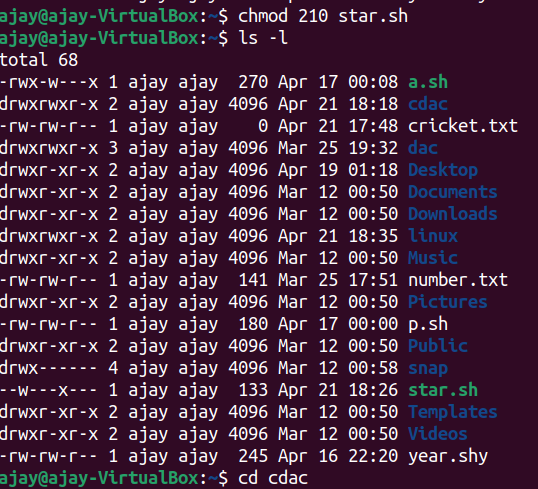 ajay@ajay-VirtualBox:~$ chmod 210 star.sh
ajay@ajay-VirtualBox:~$ ls -l
total 68
-rwx-w---x 1 ajay ajay  270 Apr 17 00:08 a.sh
drwxrwxr-x 2 ajay ajay 4096 Apr 21 18:18 cdac
-rw-rw-r-- 1 ajay ajay    0 Apr 21 17:48 cricket.txt
drwxrwxr-x 3 ajay ajay 4096 Mar 25 19:32 dac
drwxr-xr-x 2 ajay ajay 4096 Apr 19 01:18 Desktop
drwxr-xr-x 2 ajay ajay 4096 Mar 12 00:50 Documents
drwxr-xr-x 2 ajay ajay 4096 Mar 12 00:50 Downloads
drwxrwxr-x 2 ajay ajay 4096 Apr 21 18:35 linux
drwxr-xr-x 2 ajay ajay 4096 Mar 12 00:50 Music
-rw-rw-r-- 1 ajay ajay  141 Mar 25 17:51 number.txt
drwxr-xr-x 2 ajay ajay 4096 Mar 12 00:50 Pictures
-rw-rw-r-- 1 ajay ajay  180 Apr 17 00:00 p.sh
drwxr-xr-x 2 ajay ajay 4096 Mar 12 00:50 Public
drwx------ 4 ajay ajay 4096 Mar 12 00:58 snap
--w---x--- 1 ajay ajay  133 Apr 21 18:26 star.sh
drwxr-xr-x 2 ajay ajay 4096 Mar 12 00:50 Templates
drwxr-xr-x 2 ajay ajay 4096 Mar 12 00:50 Videos
-rw-rw-r-- 1 ajay ajay  245 Apr 16 22:20 year.shy
ajay@ajay-VirtualBox:~$ cd cdac